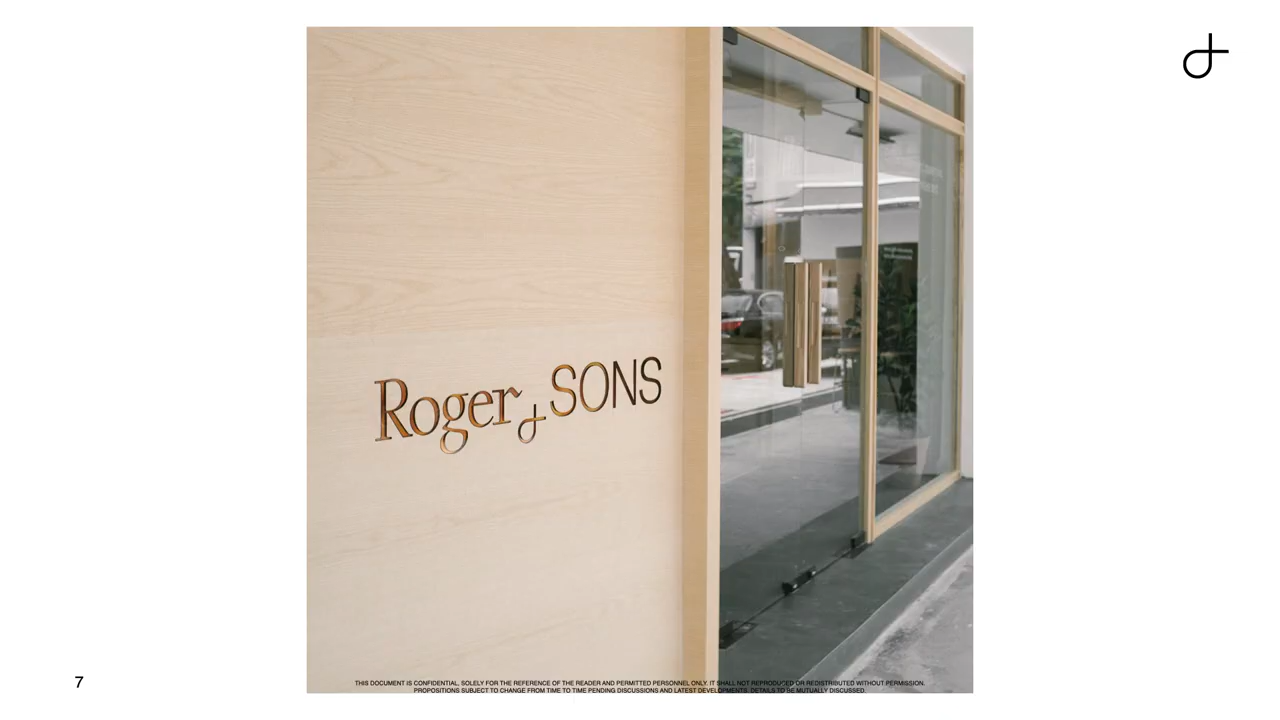 Roger & SONS
7
THIS DOCUMENT IS CONFIDENTIAL, SOLELY FOR THE REFERENCE OF THE READER AND PERMITTED PERSONNEL ONLY. IT SHALL NOT REPRODUCED OR REDISTRIBUTED WITHOUT PERMISSION.
PROPOSITIONS SUBJECT TO CHANGE FROM TIME TO TIME PENDING DISCUSSIONS AND LATEST DEVELOPMENTS. DETAILS TO BE MUTUALLY DISCUSSED.